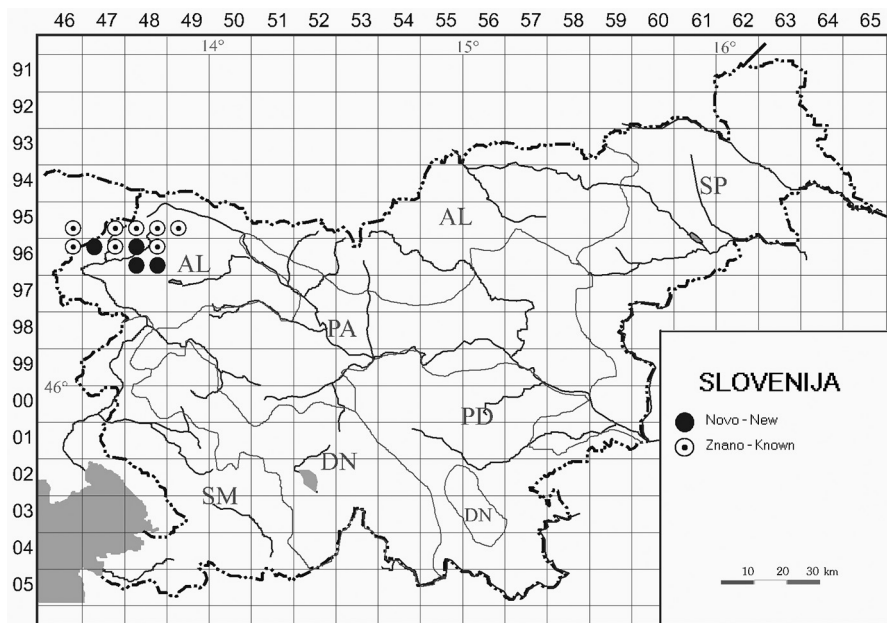 46 47 48 49 50 51 52 53 54 55 56 57 58 59 60 61 62 63 64 65
14° 15° 16°
91
92
93
94
SP
95
AL
96
AL
97
98
PA
99
46°
SLOVENIJA
00
PD
Novo - New
01
Znano - Known
DN
02
SM
03
DN
04
05
10 20 30 km